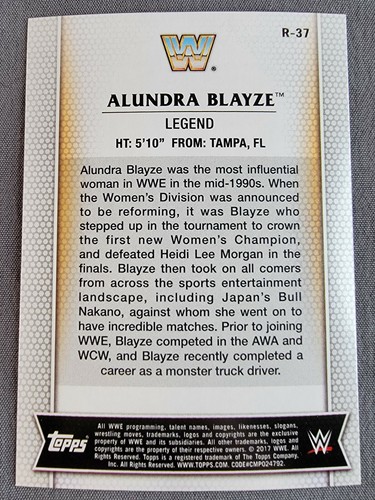 R-37
W
®
ALUNDRA BLAYZE™
LEGEND
HT: 5'10" FROM: TAMPA, FL
Alundra Blayze was the most influential
woman in WWE in the mid-1990s. When
the Women's Division was announced
to be reforming, it was Blayze who
stepped up in the tournament to crown
the first new Women's Champion,
and defeated Heidi Lee Morgan in the
finals. Blayze then took on all comers
from across the sports entertainment
landscape, including Japan's Bull
Nakano, against whom she went on to
have incredible matches. Prior to joining
WWE, Blayze competed in the AWA and
WCW, and Blayze recently completed a
career as a monster truck driver.
topps
All WWE programming, talent names, images, likenesses, slogans,
wrestling moves, trademarks, logos and copyrights are the exclusive
property of WWE and its subsidiaries. All other trademarks, logos
and copyrights are the property of their respective owners. © 2017 WWE. All
Rights Reserved. Topps is a registered trademark of The Topps Company,
Inc. All Rights Reserved. WWW.TOPPS.COM. CODE#CMP024792.
W